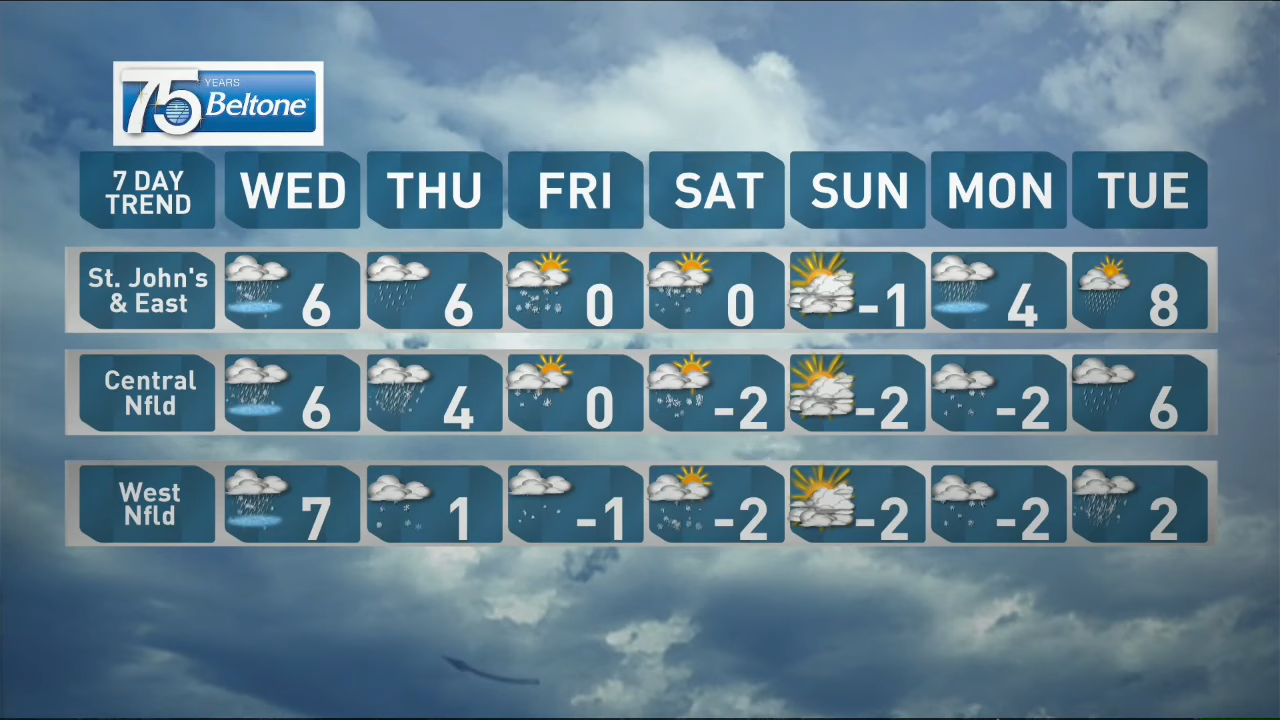 75 YEARS
Beltone
7 DAY
TREND
WED THU FRI SAT SUN MON TUE
St. John's
& East
6 6 0 0 -1 4 8
Central
Nfld
6 4 0 -2 -2 -2 6
West
Nfld
7 1 -1 -2 -2 -2 2